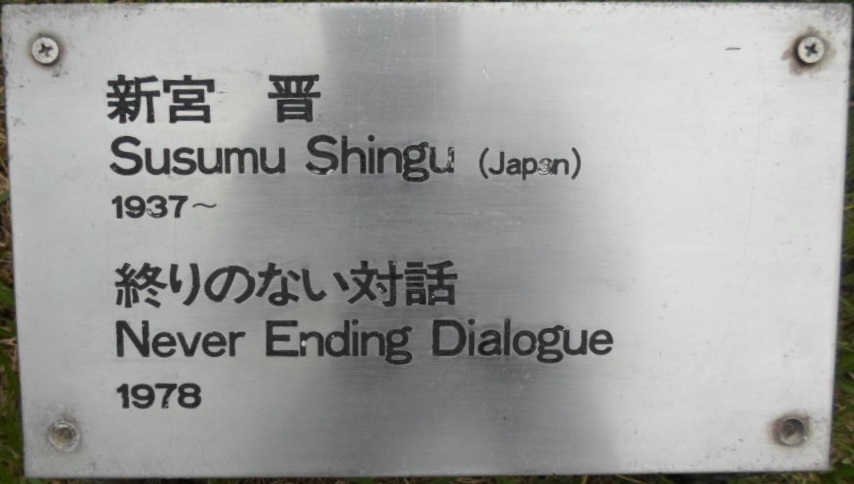 新宮　晋
Susumu Shingu (Japan)
1937～
終りのない対話
Never Ending Dialogue
1978